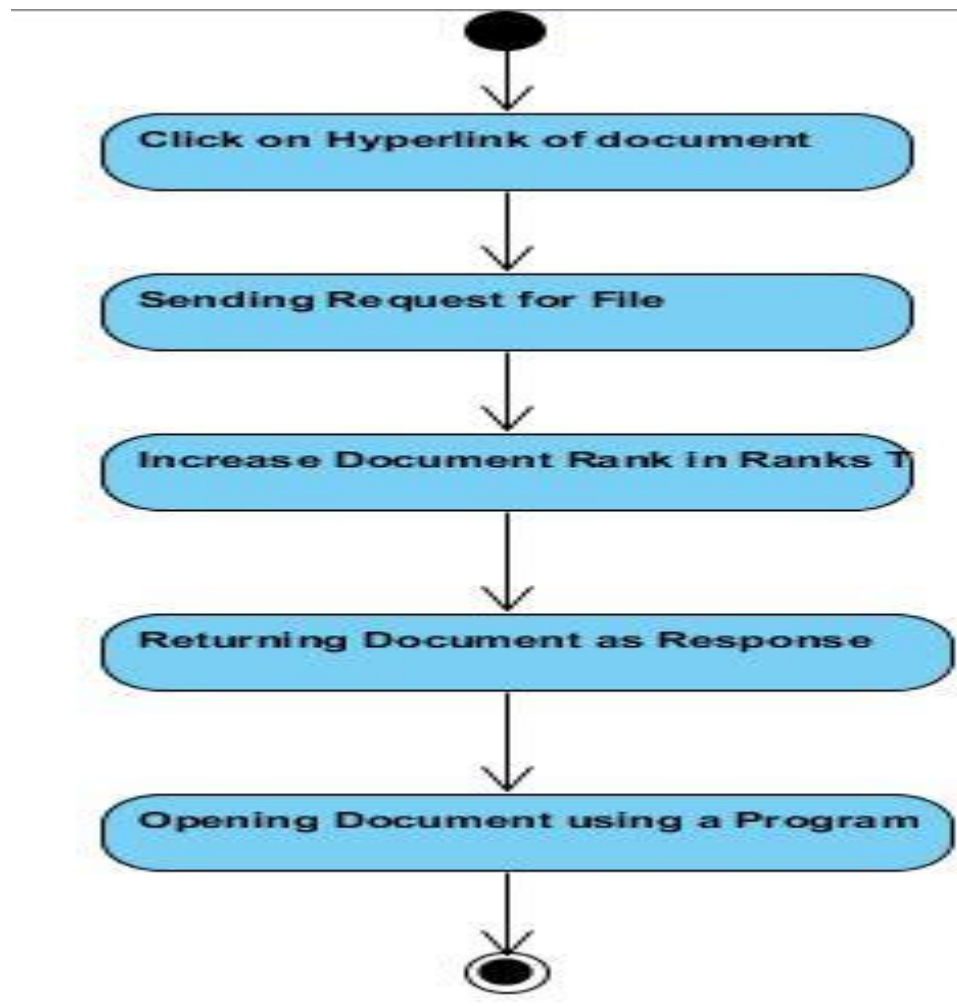 Click on Hyperlink of document
Sending Request for File
Increase Document Rank in Ranks T
Returning Document as Response
Opening Document using a Program